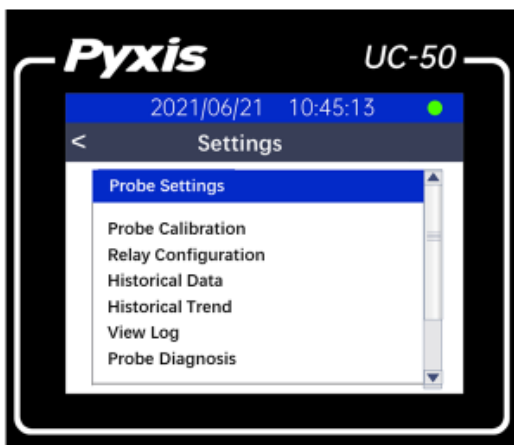 Pyxis UC-50
2021/06/21 10:45:13
< Settings
Probe Settings
Probe Calibration
Relay Configuration
Historical Data
Historical Trend
View Log
Probe Diagnosis